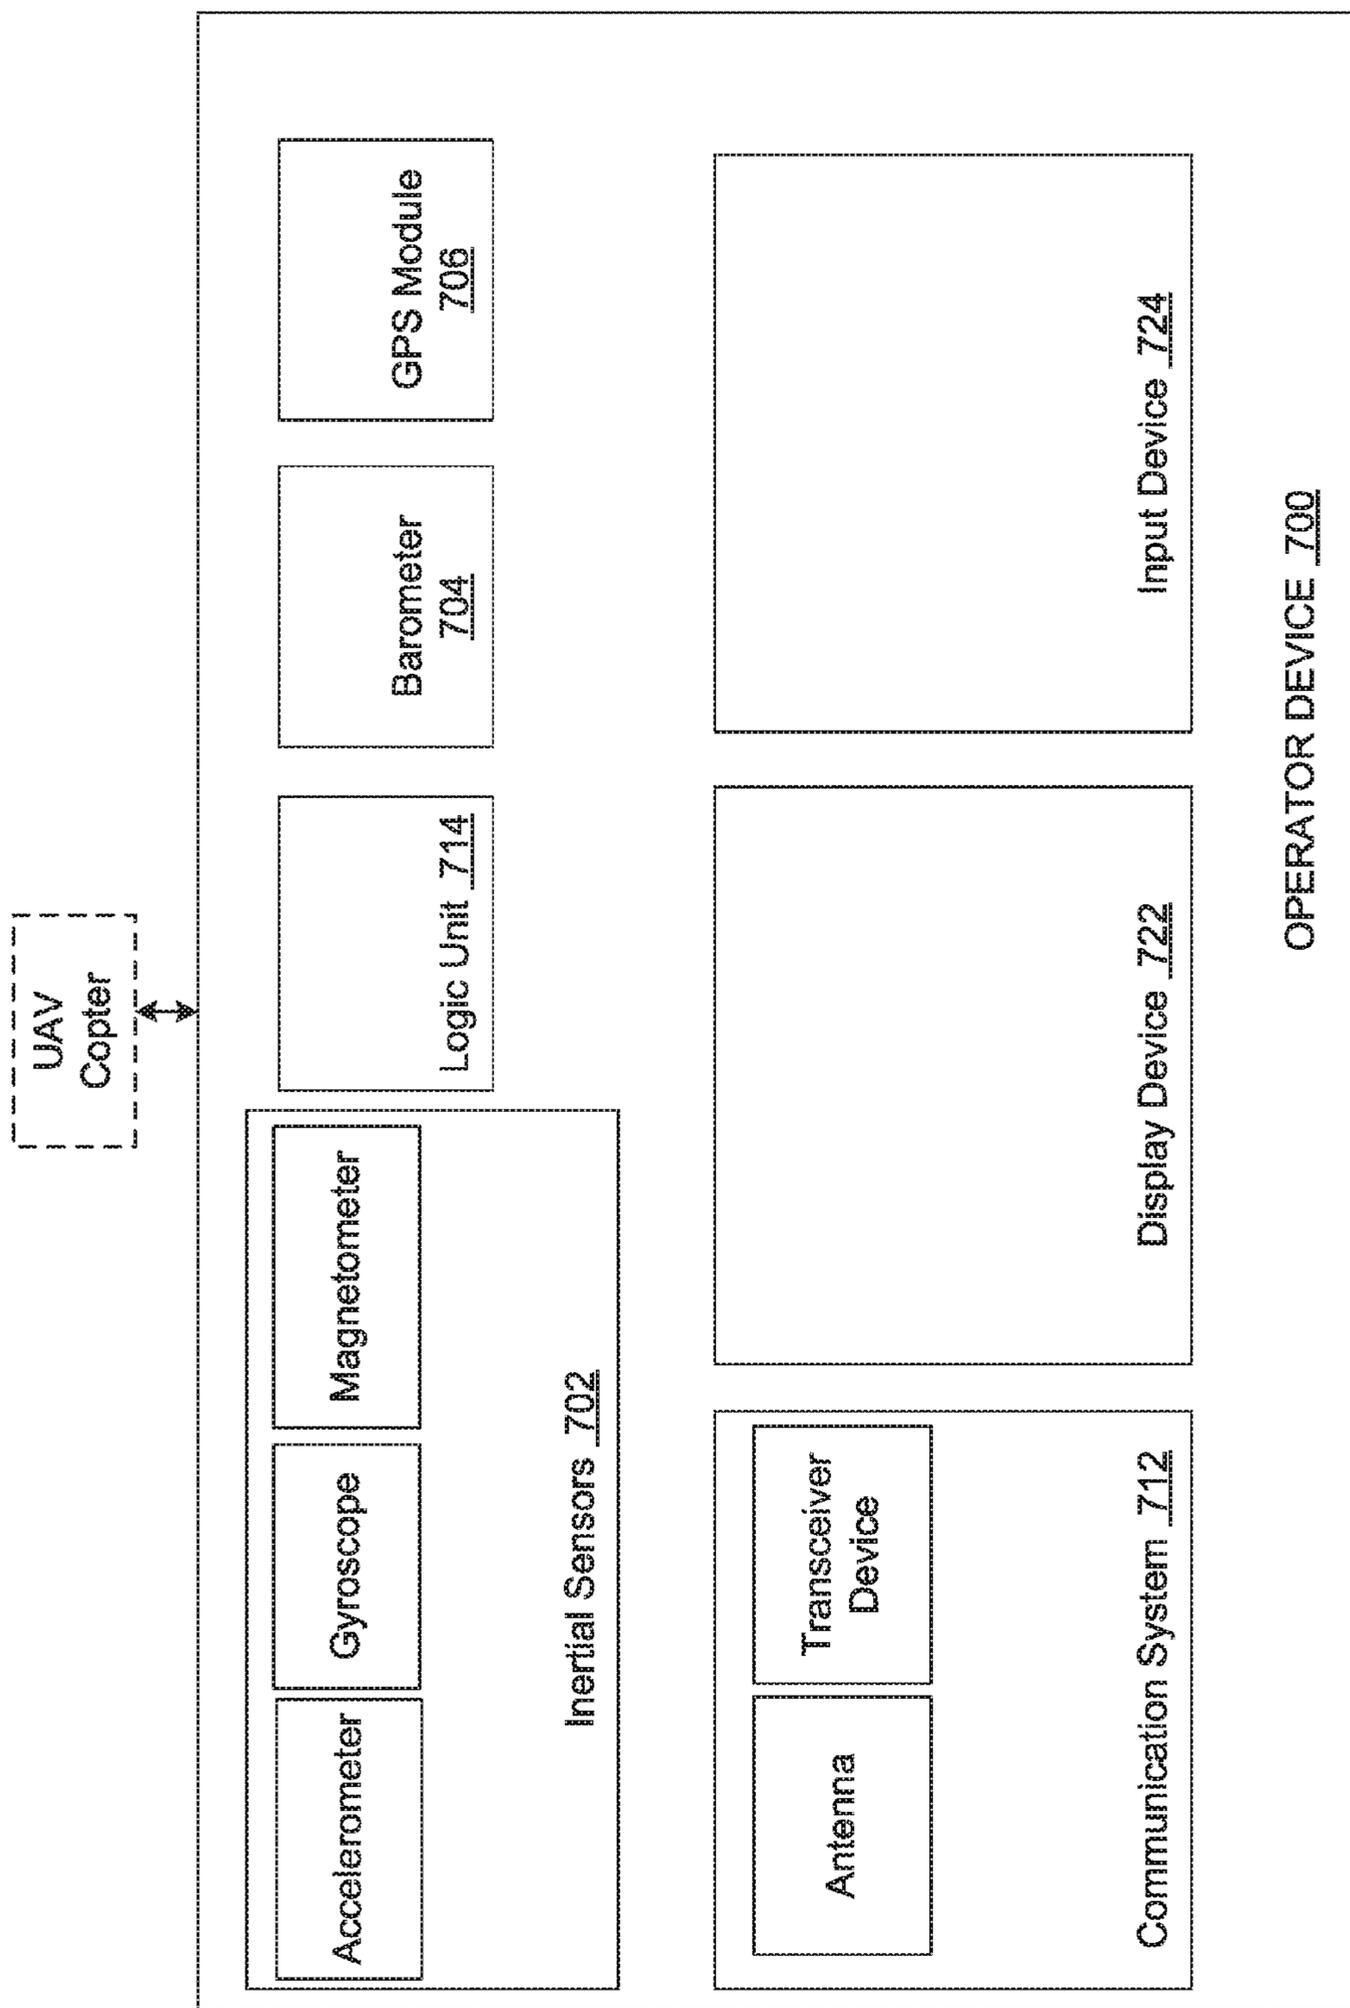 UAV
Copter
Accelerometer
Gyroscope
Magnetometer
Inertial Sensors 702
Logic Unit 714
Barometer
704
GPS Module
706
Antenna
Transceiver
Device
Communication System 712
Display Device 722
Input Device 724
OPERATOR DEVICE 700